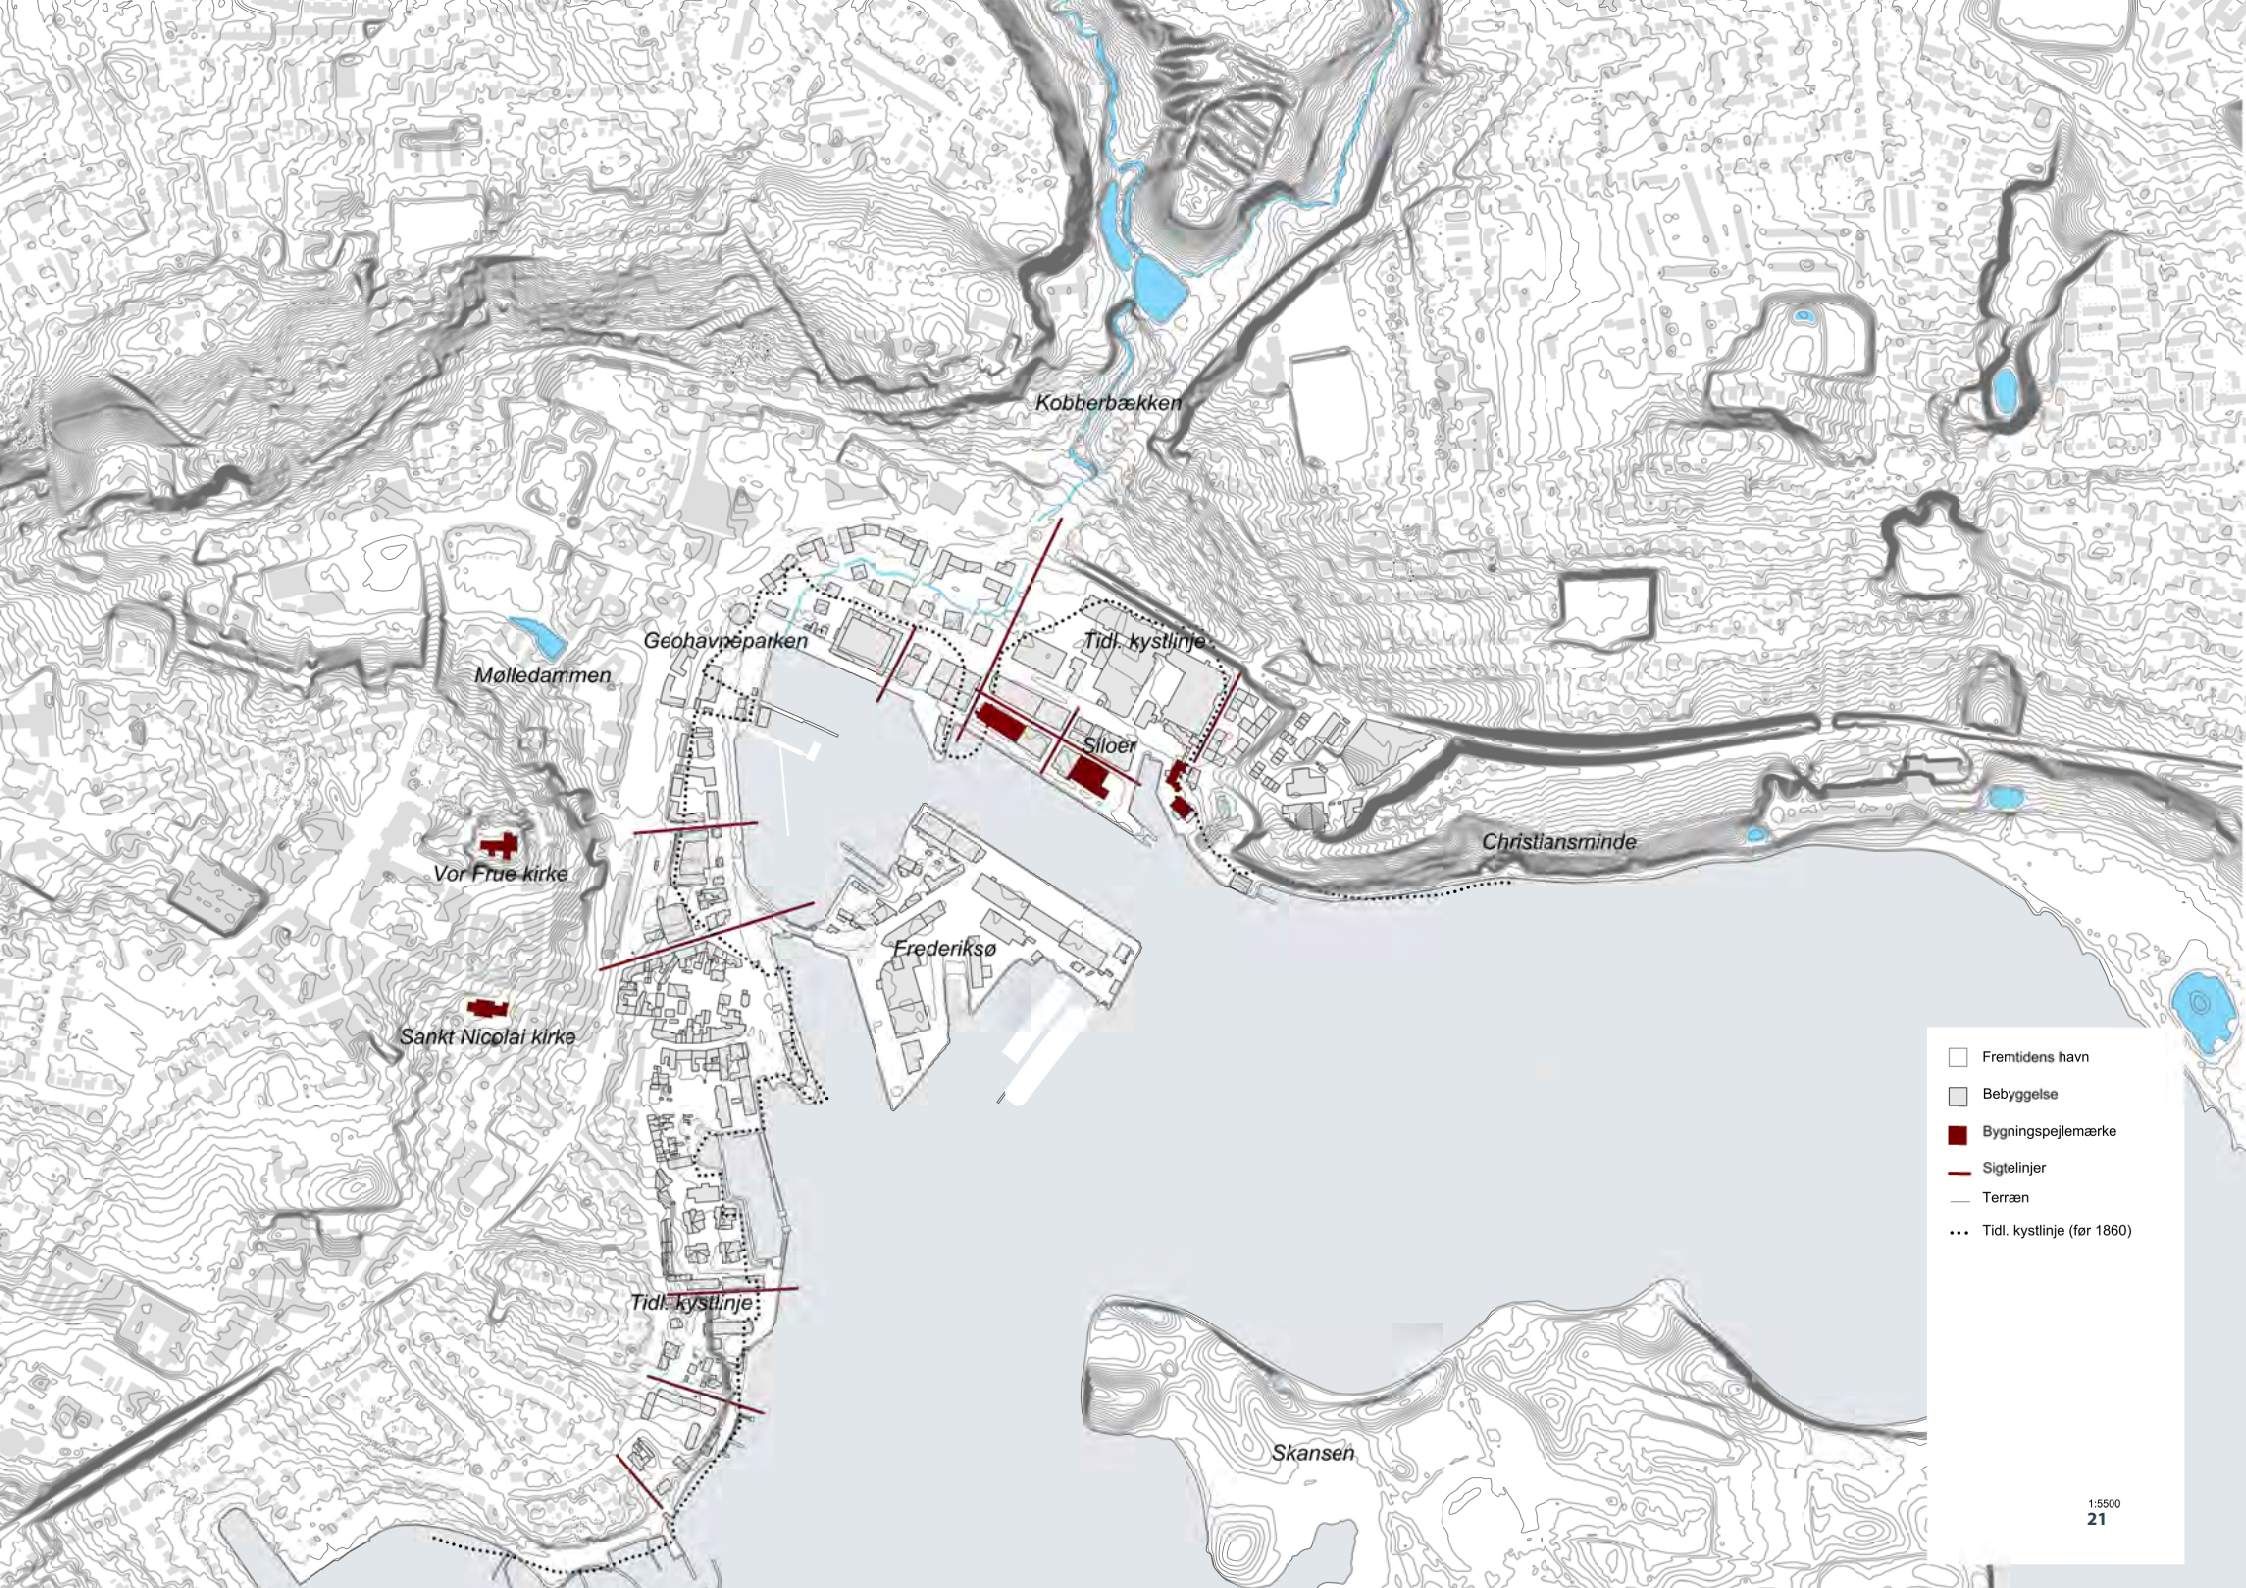 Kobberbækken
Geohavneparken
Tidl. kystlinje
Mølledammen
Siloer
Christiansminde
Vor Frue kirke
Frederiksø
Sankt Nicolai kirke
Tidl. kystlinje
Skansen
Fremtidens havn
Bebyggelse
Bygningspejlemærke
Sigtelinjer
Terræn
Tidl. kystlinje (før 1860)
1:5500
21